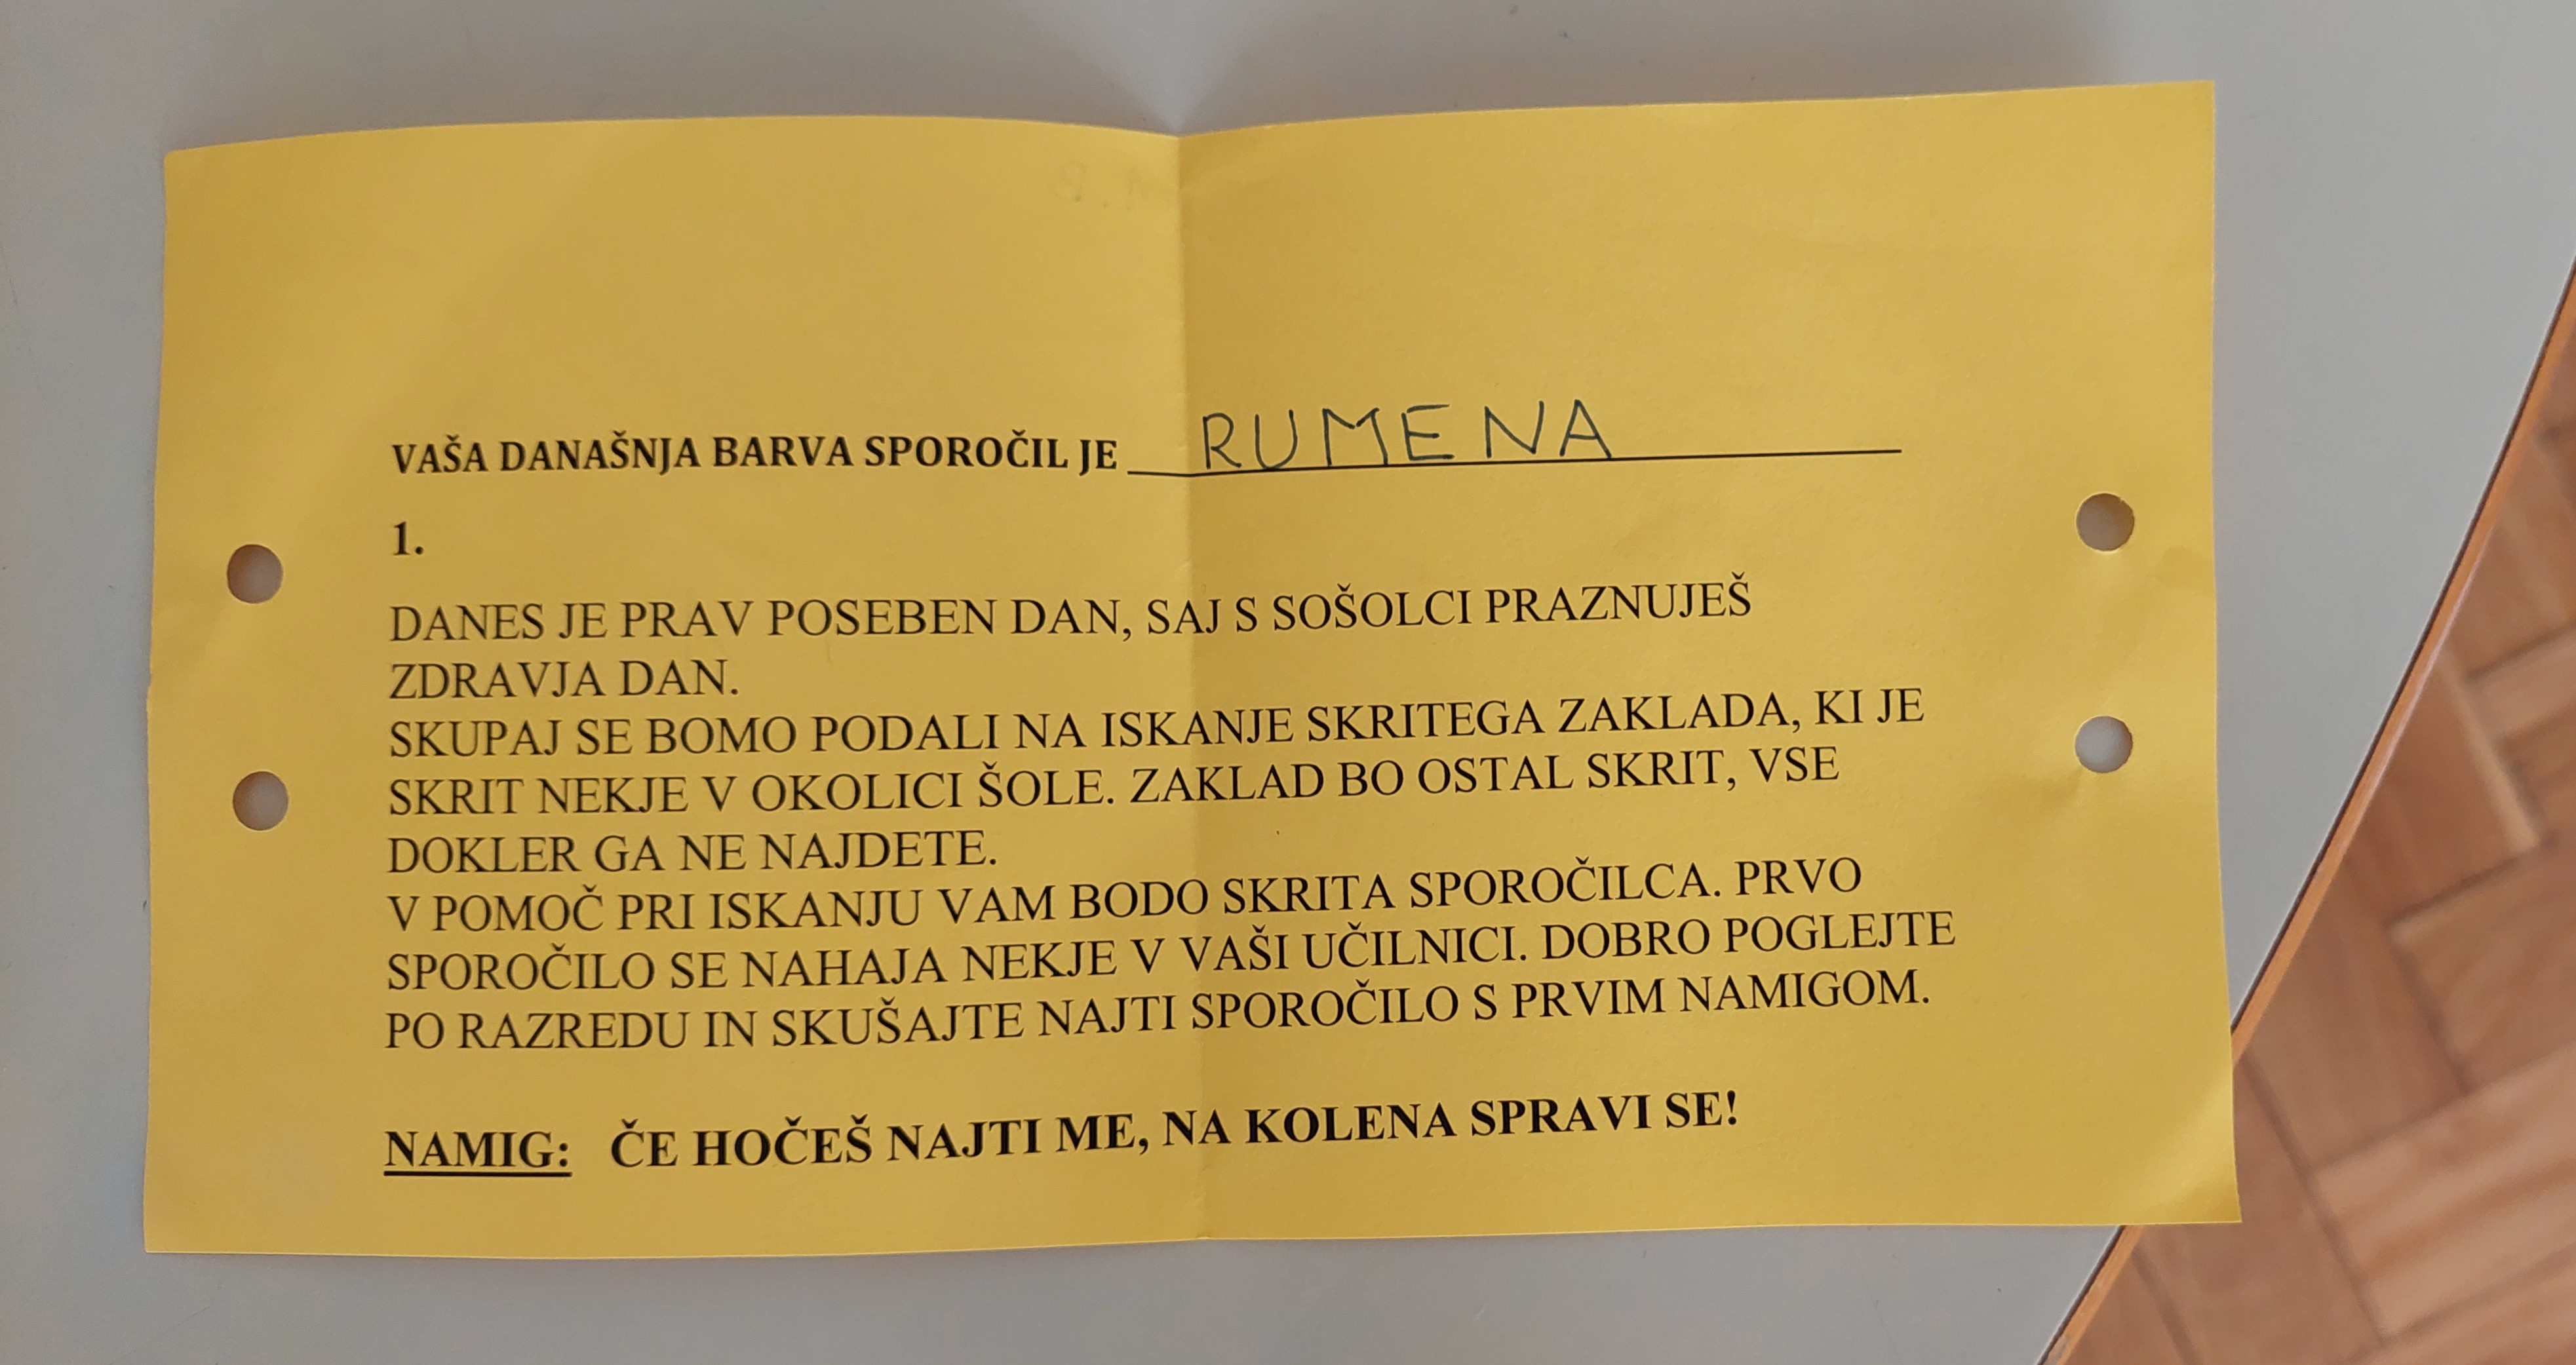 VAŠA DANAŠNJA BARVA SPOROČIL JE RUMENA
1.
DANES JE PRAV POSEBEN DAN, SAJ S SOŠOLCI PRAZNUJEŠ
ZDRAVJA DAN.
SKUPAJ SE BOMO PODALI NA ISKANJE SKRITEGA ZAKLADA, KI JE
SKRIT NEKJE V OKOLICI ŠOLE. ZAKLAD BO OSTAL SKRIT, VSE
DOKLER GA NE NAJDETE.
V POMOČ PRI ISKANJU VAM BODO SKRITA SPOROČILCA. PRVO
SPOROČILO SE NAHAJA NEKJE V VAŠI UČILNICI. DOBRO POGLEJTE
PO RAZREDU IN SKUŠAJTE NAJTI SPOROČILO S PRVIM NAMIGOM.
NAMIG: ČE HOČEŠ NAJTI ME, NA KOLENA SPRAVI SE!